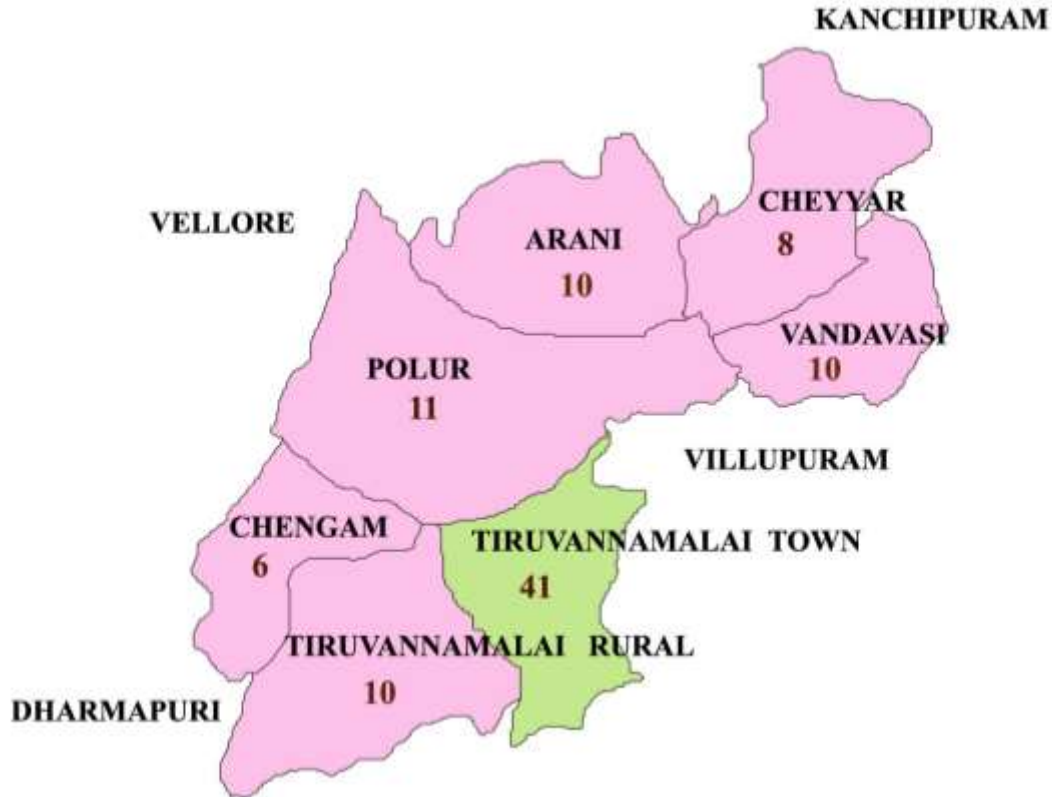 KANCHIPURAM
CHEYYAR
8
VELLORE
ARANI
10
VANDAVASI
10
POLUR
11
VILLUPURAM
CHENGAM
6
TIRUVANNAMALAI TOWN
41
TIRUVANNAMALAI RURAL
10
DHARMAPURI